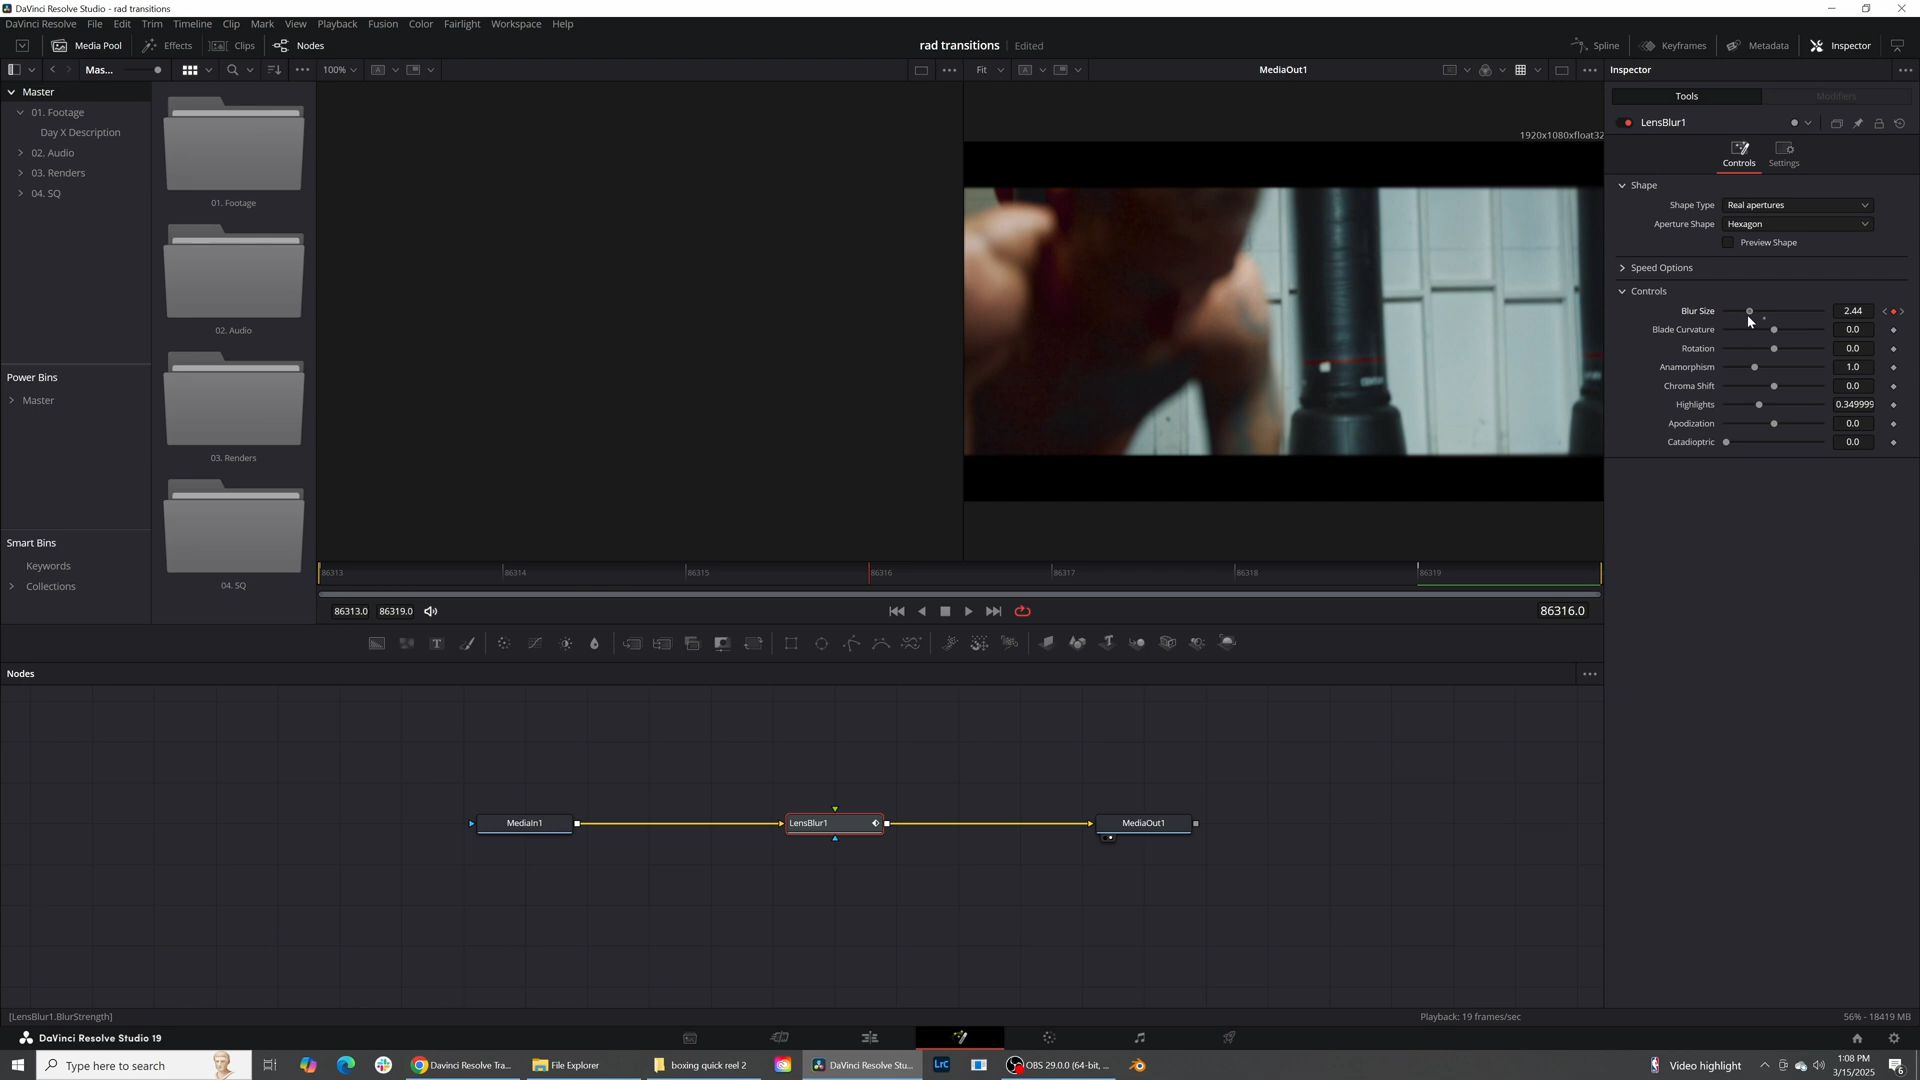 DaVinci Resolve Studio - rad transitions
DaVinci Resolve File Edit Trim Timeline Clip Mark View Playback Fusion Color Fairlight Workspace Help
Media Pool Effects Clips Nodes rad transitions Edited Spline Keyframes Metadata Inspector
Mas... 100% Fit MediaOut1 Inspector
Master
01. Footage
Day X Description
02. Audio
03. Renders
04. SQ
Power Bins
Master
Smart Bins
Keywords
Collections
01. Footage
02. Audio
03. Renders
04. SQ
1920x1080xfloat32
Tools Modifiers
LensBlur1
Controls Settings
Shape
Shape Type Real apertures
Aperture Shape Hexagon
Preview Shape
Speed Options
Controls
Blur Size 2.44
Blade Curvature 0.0
Rotation 0.0
Anamorphism 1.0
Chroma Shift 0.0
Highlights 0.349999
Apodization 0.0
Catadioptric 0.0
86313 86314 86315 86316 86317 86318 86319
86313.0 86319.0 86316.0
Nodes
MediaIn1 LensBlur1 MediaOut1
[LensBlur1.BlurStrength] Playback: 19 frames/sec 56% - 18419 MB
DaVinci Resolve Studio 19
Type here to search Davinci Resolve Tra... File Explorer boxing quick reel 2 DaVinci Resolve Stu... LrC OBS 29.0.0 (64-bit, ... Video highlight 1:08 PM
3/15/2025 6